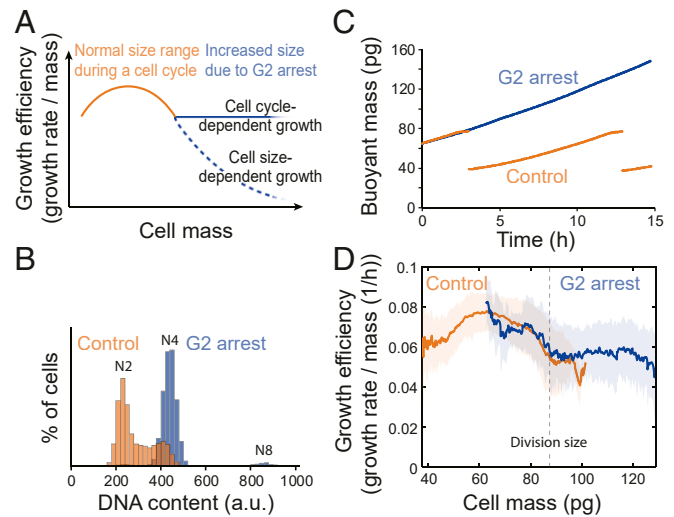 A
Growth efficiency
(growth rate / mass)
Normal size range
during a cell cycle
Increased size
due to G2 arrest
Cell cycle-
dependent growth
Cell size-
dependent growth
Cell mass
B
% of cells
Control
N2
N4
G2 arrest
N8
0
200
400
600
800
1000
DNA content (a.u.)
C
Buoyant mass (pg)
160
120
80
40
0
G2 arrest
Control
0
5
10
15
Time (h)
D
Growth efficiency
(growth rate / mass (1/h))
0.1
0.08
0.06
0.04
0.02
0
Control
G2 arrest
Division size
40
60
80
100
120
Cell mass (pg)